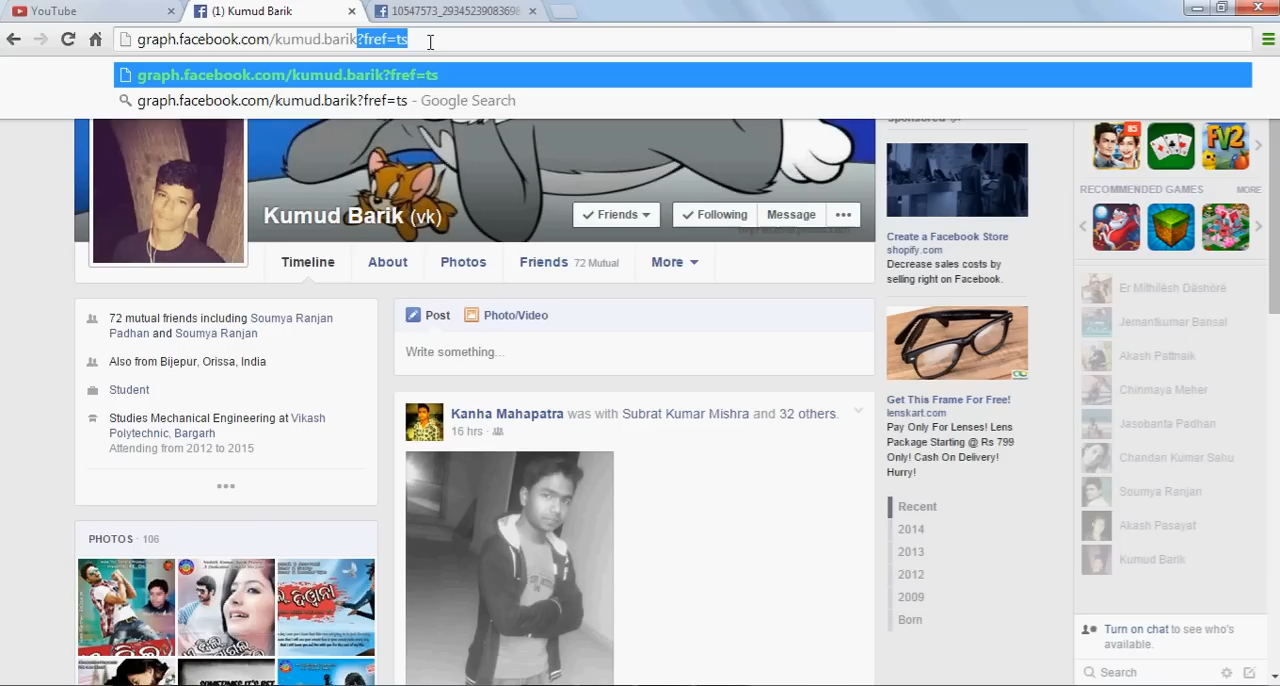 YouTube
(1) Kumud Barik
10547573_29345239083698
graph.facebook.com/kumud.barik?fref=ts
graph.facebook.com/kumud.barik?fref=ts
graph.facebook.com/kumud.barik?fref=ts - Google Search
Kumud Barik (vk)
Friends
Following
Message
Timeline
About
Photos
Friends 72 Mutual
More
72 mutual friends including Soumya Ranjan
Padhan and Soumya Ranjan
Also from Bijepur, Orissa, India
Student
Studies Mechanical Engineering at Vikash
Polytechnic, Bargarh
Attending from 2012 to 2015
PHOTOS · 106
Post
Photo/Video
Write something...
Kanha Mahapatra was with Subrat Kumar Mishra and 32 others.
16 hrs ·
Create a Facebook Store
shopify.com
Decrease sales costs by
selling right on Facebook.
Get This Frame For Free!
lenskart.com
Pay Only For Lenses! Lens
Package Starting @ Rs 799
Only! Cash On Delivery!
Hurry!
Recent
2014
2013
2012
2009
Born
85
FV2
RECOMMENDED GAMES
MORE
Er Mithilesh Dashore
Jemantkumar Bansal
Akash Pattnaik
Chinmaya Meher
Jasobanta Pradhan
Chandan Kumar Sahu
Soumya Ranjan
Akash Pasayat
Kumud Barik
Turn on chat to see who's
available.
Search